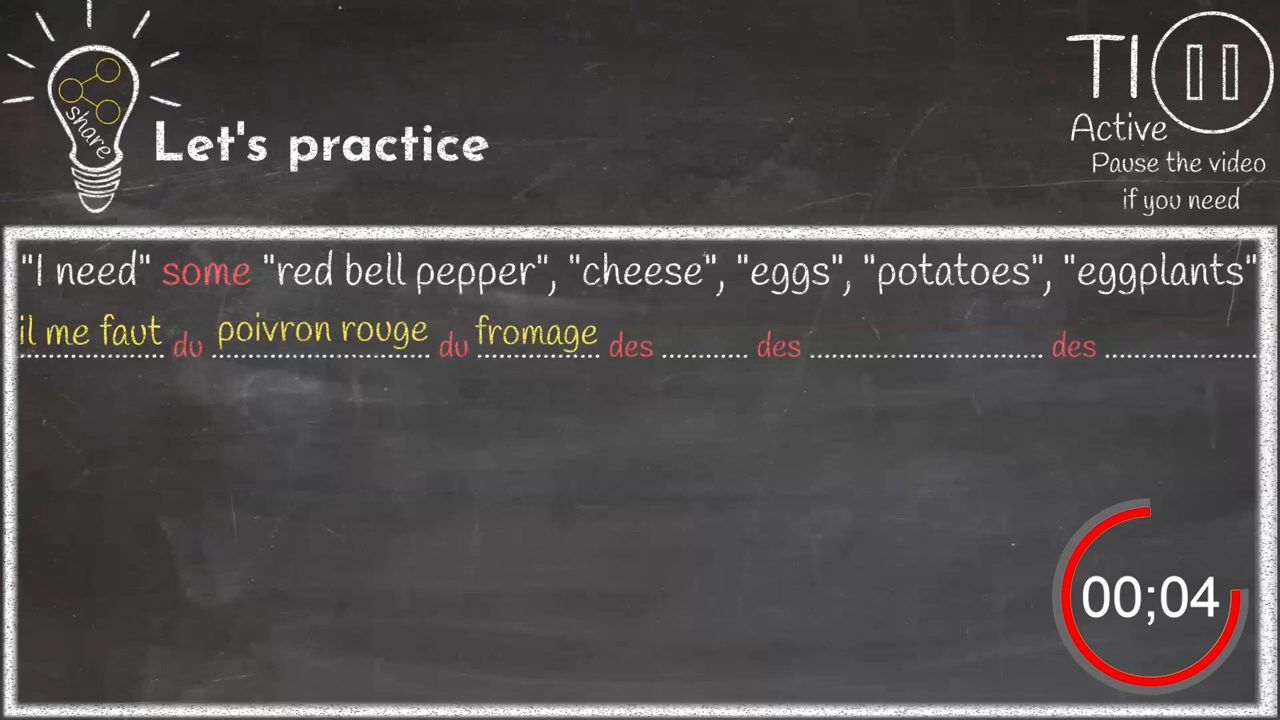 share
Let's practice
TI
Active
Pause the video
if you need
"I need" some "red bell pepper", "cheese", "eggs", "potatoes", "eggplants"
il me faut du poivron rouge du fromage des ......... des ......... des .........
00;04